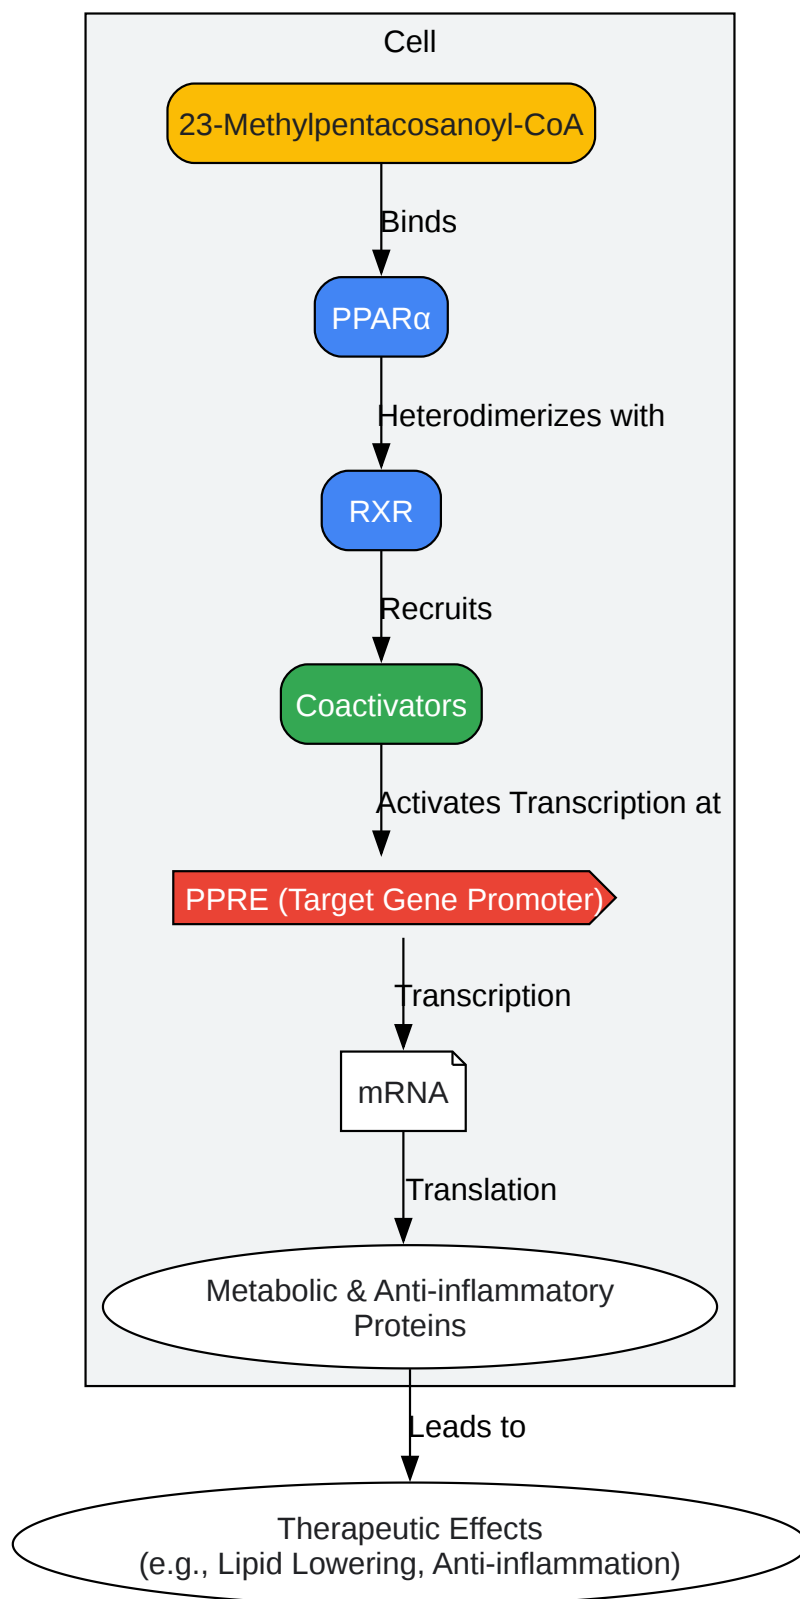 Cell
23-Methylpentacosanoyl-CoA
Binds
PPARα
Heterodimerizes with
RXR
Recruits
Coactivators
Activates Transcription at
PPRE (Target Gene Promoter)
Transcription
mRNA
Translation
Metabolic & Anti-inflammatory
Proteins
Leads to
Therapeutic Effects
(e.g., Lipid Lowering, Anti-inflammation)